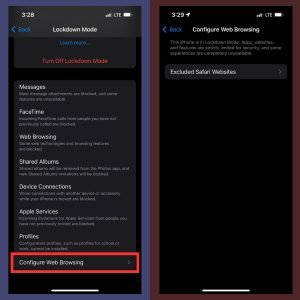 3:28
LTE
Back
Lockdown Mode
Learn more...
Turn Off Lockdown Mode
Messages
Most message attachments are blocked, and some
features are unavailable.
FaceTime
Incoming FaceTime calls from people you have not
previously called are blocked.
Web Browsing
Some web technologies and browsing features
are blocked.
Shared Albums
Shared albums will be removed from the Photos app, and
new Shared Albums invitations will be blocked.
Device Connections
Wired connections with another device or accessory
while your iPhone is locked are blocked.
Apple Services
Incoming invitations for Apple Services from people you
have not previously invited are blocked.
Profiles
Configuration profiles, such as profiles for school or
work, cannot be installed.
Configure Web Browsing
3:29
LTE
Back
Configure Web Browsing
This iPhone is in Lockdown Mode. Apps, websites,
and features are strictly limited for security, and some
experiences are completely unavailable.
Excluded Safari Websites